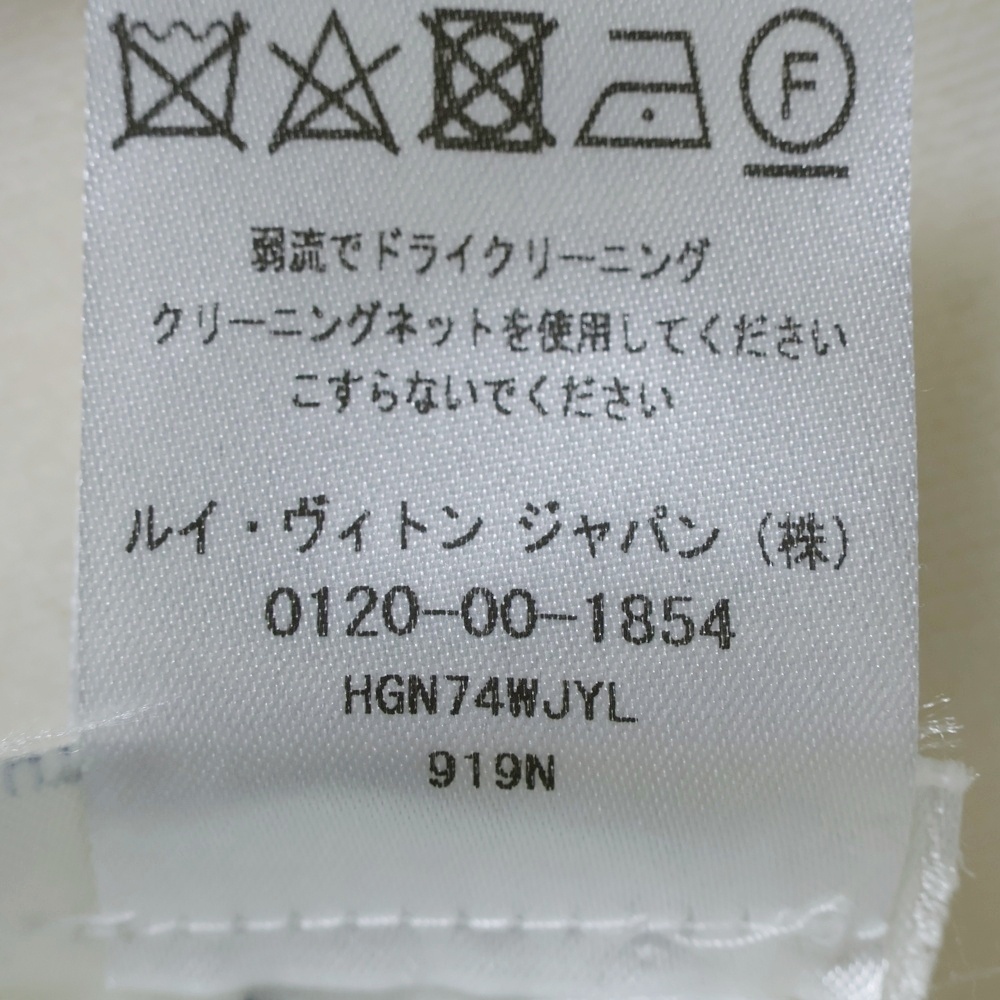 F
弱流でドライクリーニング
クリーニングネットを使用してください
こすらないでください
ルイ・ヴィトン ジャパン (株)
0120-00-1854
HGN74WJYL
919N